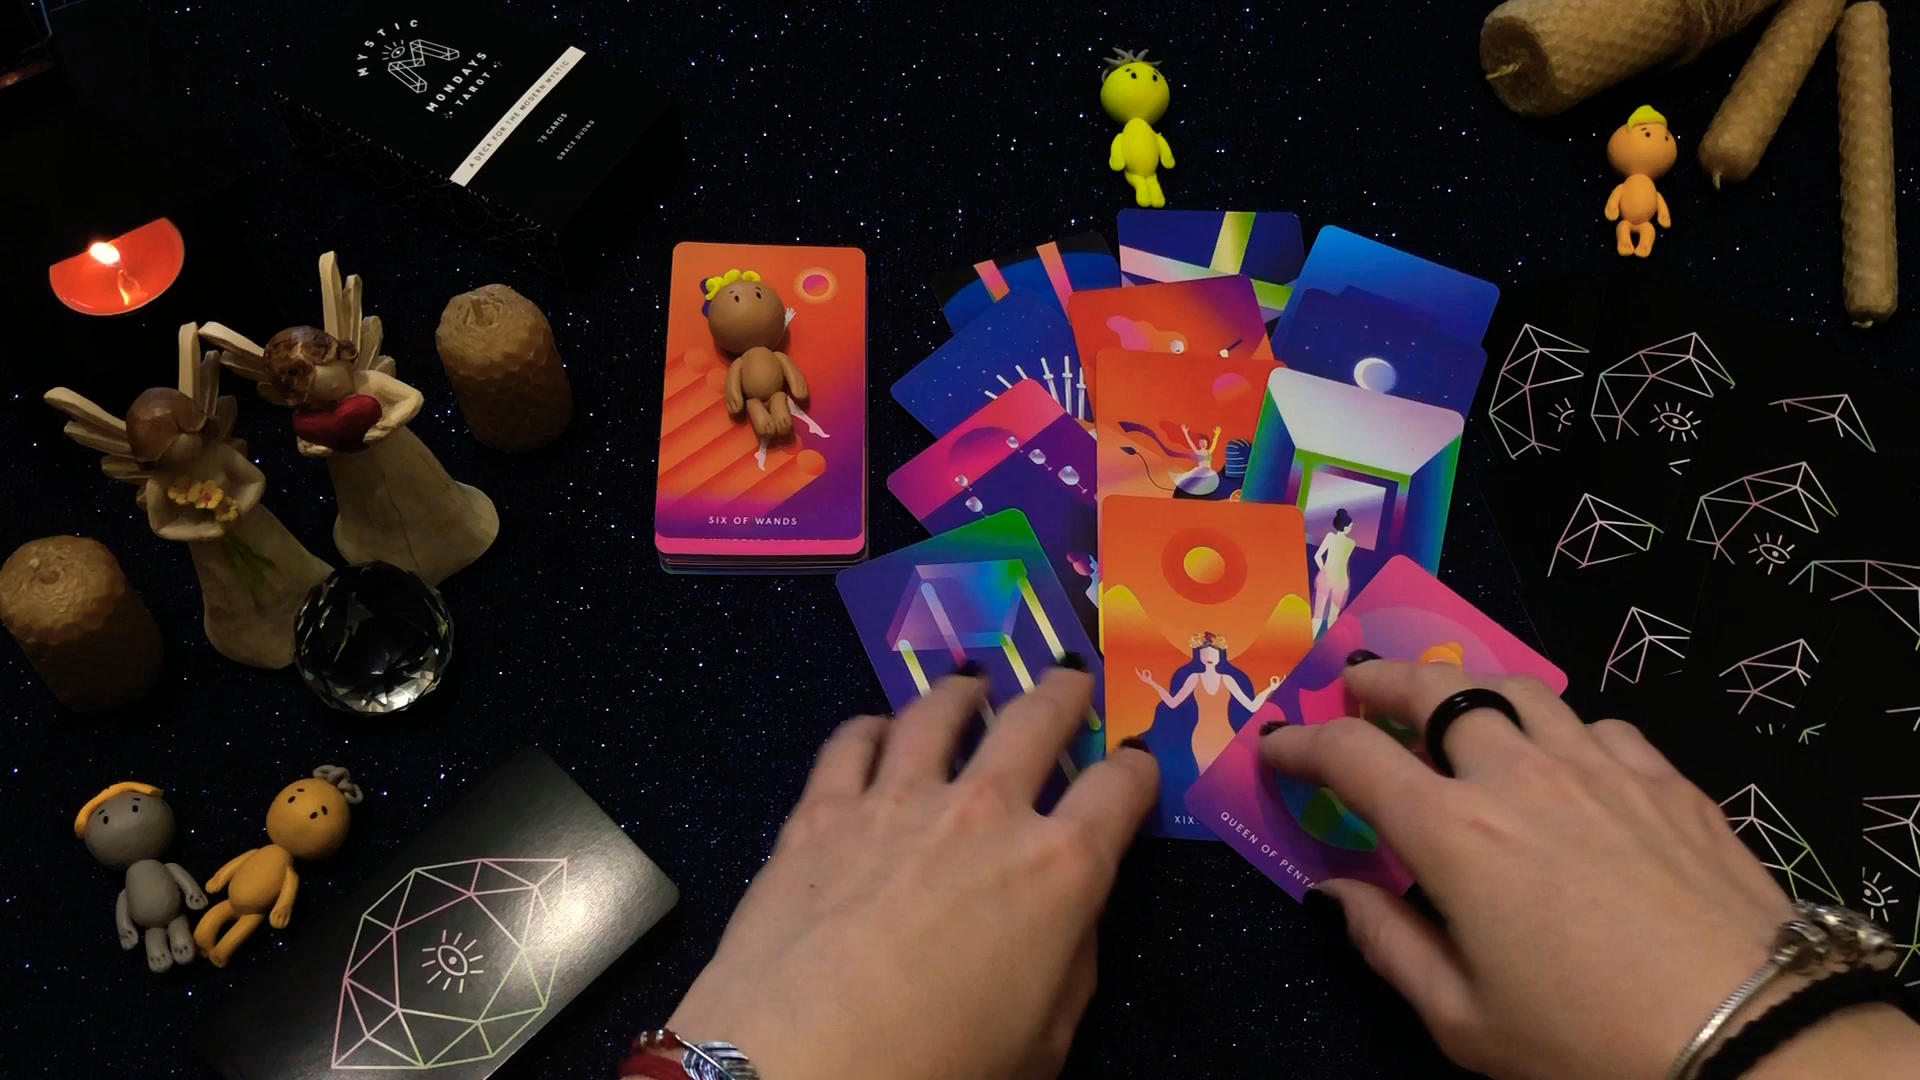 MYSTIC
MONDAYS
TAROT
A DECK FOR THE MODERN MYSTIC
78 CARDS
GRACE DUONG
SIX OF WANDS
XIX.
QUEEN OF PENTA